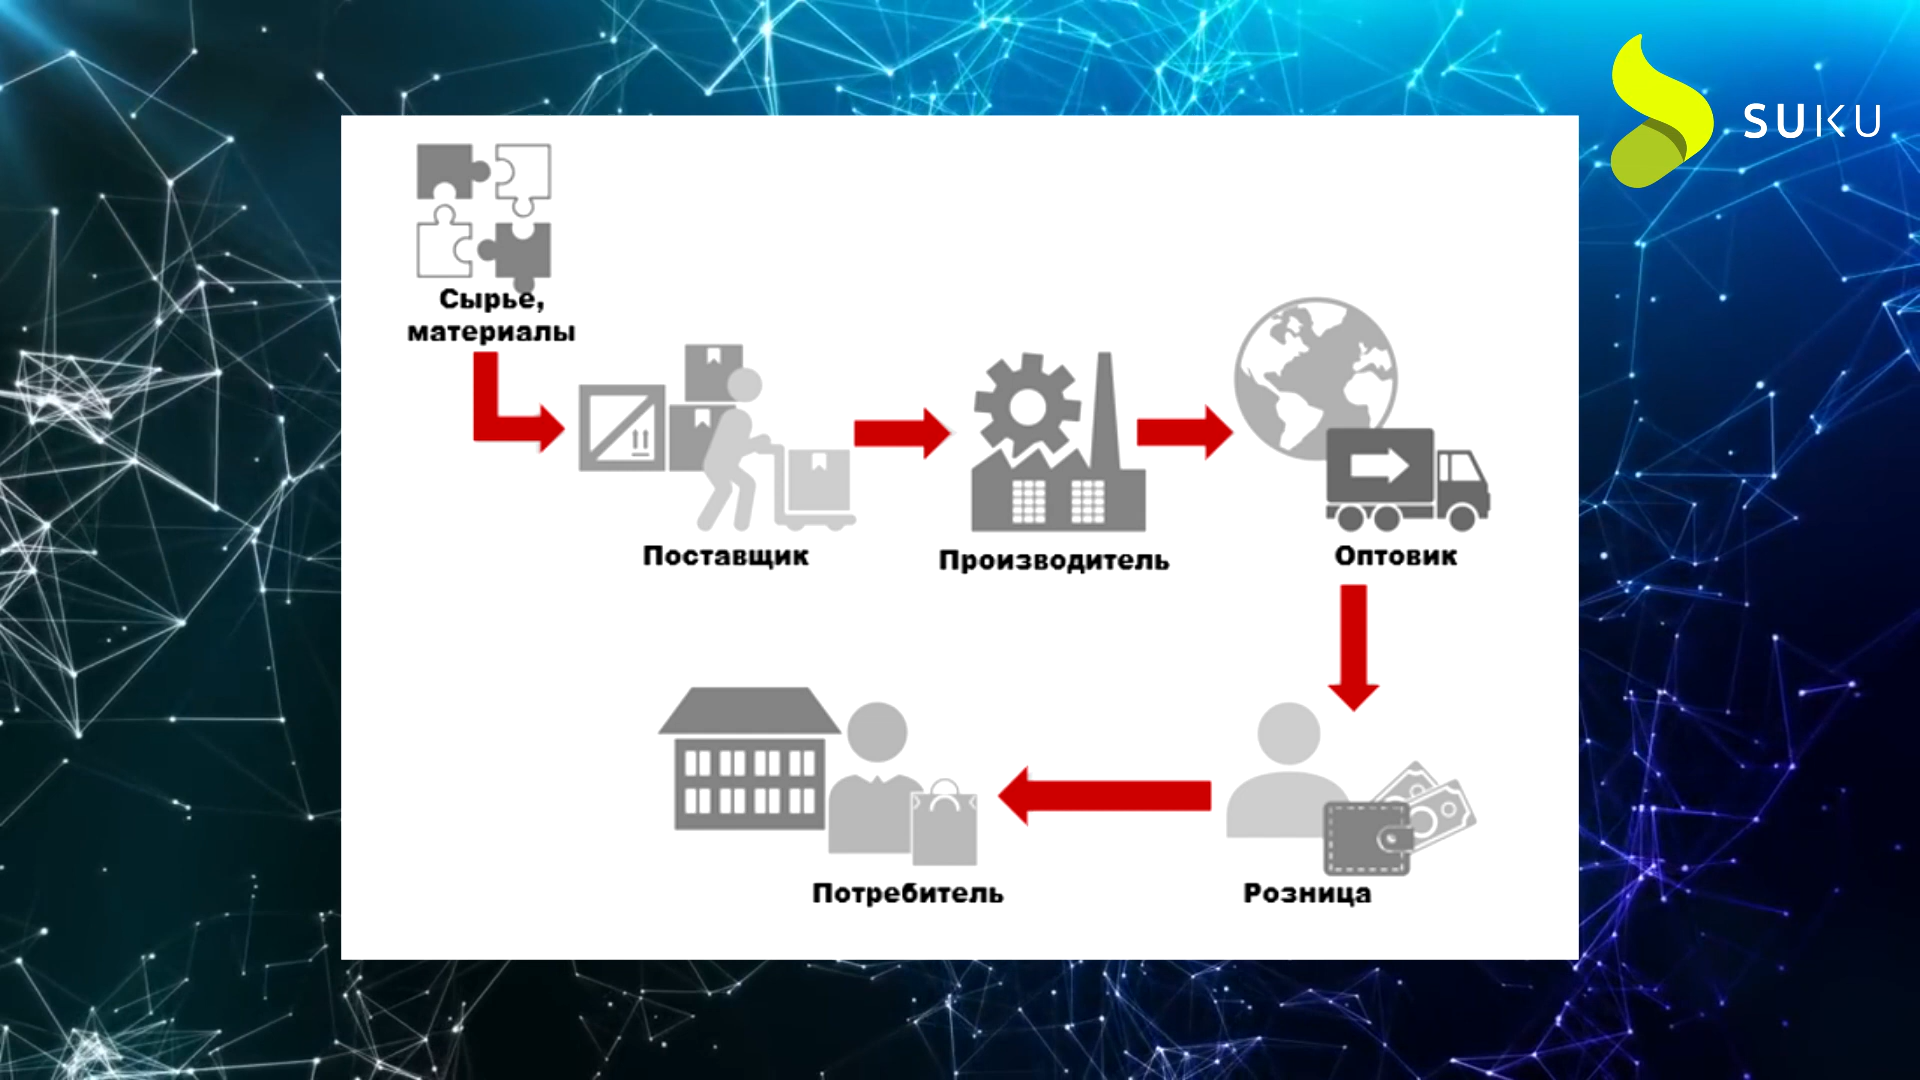 SUKU
Сырье,
материалы
Поставщик
Производитель
Оптовик
Потребитель
Розница